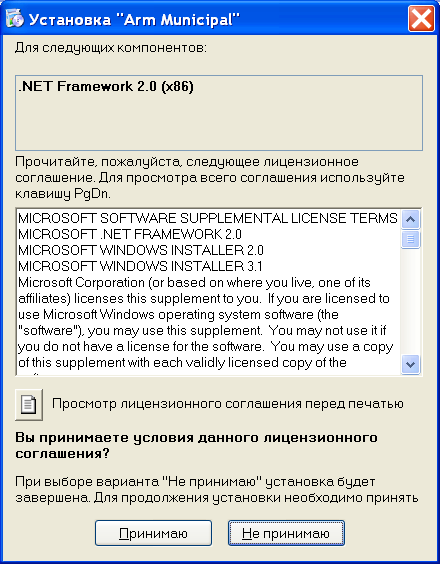 Установка "Arm Municipal"
Для следующих компонентов:
.NET Framework 2.0 (x86)
Прочитайте, пожалуйста, следующее лицензионное
соглашение. Для просмотра всего соглашения используйте
клавишу PgDn.
MICROSOFT SOFTWARE SUPPLEMENTAL LICENSE TERMS
MICROSOFT .NET FRAMEWORK 2.0
MICROSOFT WINDOWS INSTALLER 2.0
MICROSOFT WINDOWS INSTALLER 3.1
Microsoft Corporation (or based on where you live, one of its
affiliates) licenses this supplement to you.  If you are licensed to
use Microsoft Windows operating system software (the
"software"), you may use this supplement.  You may not use it if
you do not have a license for the software.  You may use a copy
of this supplement with each validly licensed copy of the
Просмотр лицензионного соглашения перед печатью
Вы принимаете условия данного лицензионного
соглашения?
При выборе варианта "Не принимаю" установка будет
завершена. Для продолжения установки необходимо принять
Принимаю
Не принимаю